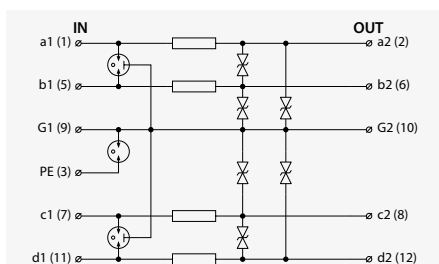 IN OUT
a1 (1) a2 (2)
b1 (5) b2 (6)
G1 (9) G2 (10)
PE (3)
c1 (7) c2 (8)
d1 (11) d2 (12)